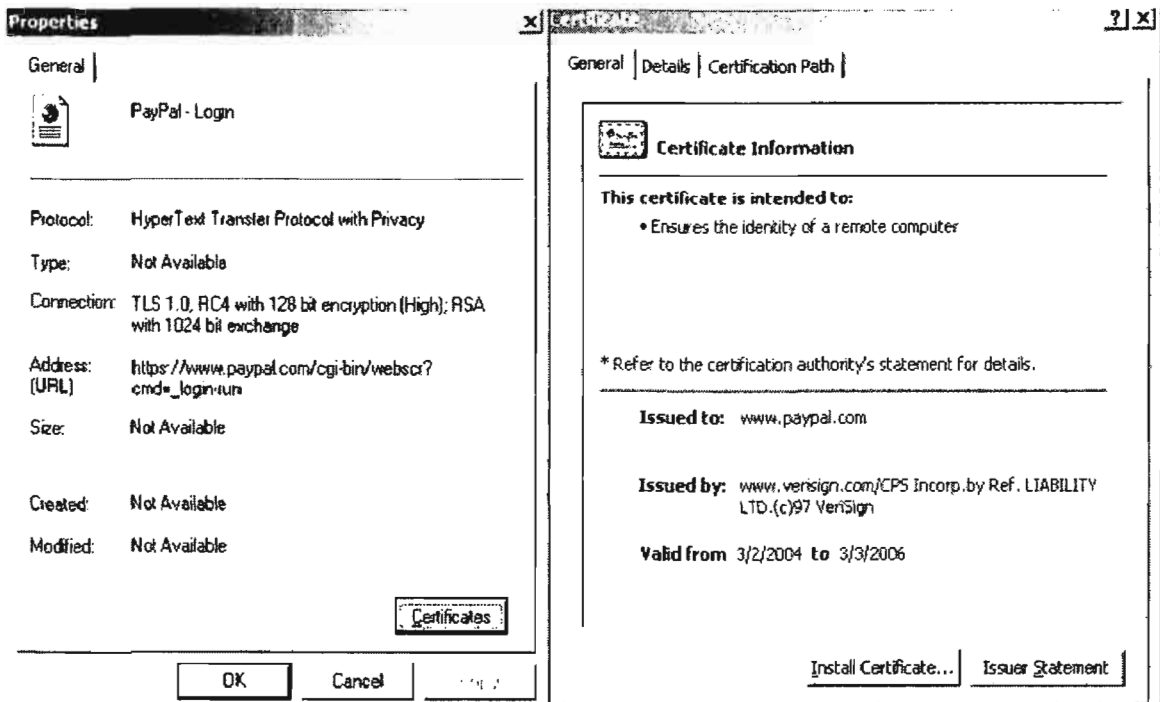 Properties
General
PayPal - Login
Protocol: HyperText Transfer Protocol with Privacy
Type: Not Available
Connection: TLS 1.0, RC4 with 128 bit encryption (High); RSA
with 1024 bit exchange
Address: https://www.paypal.com/cgi-bin/webscr?
(URL) cmd=_login-run
Size: Not Available
Created: Not Available
Modified: Not Available
Certificates
OK Cancel
Certificate
General Details Certification Path
Certificate Information
This certificate is intended to:
• Ensures the identity of a remote computer
* Refer to the certification authority's statement for details.
Issued to: www.paypal.com
Issued by: www.verisign.com/CPS Incorp.by Ref. LIABILITY
LTD.(c)97 VeriSign
Valid from 3/2/2004 to 3/3/2006
Install Certificate... Issuer Statement